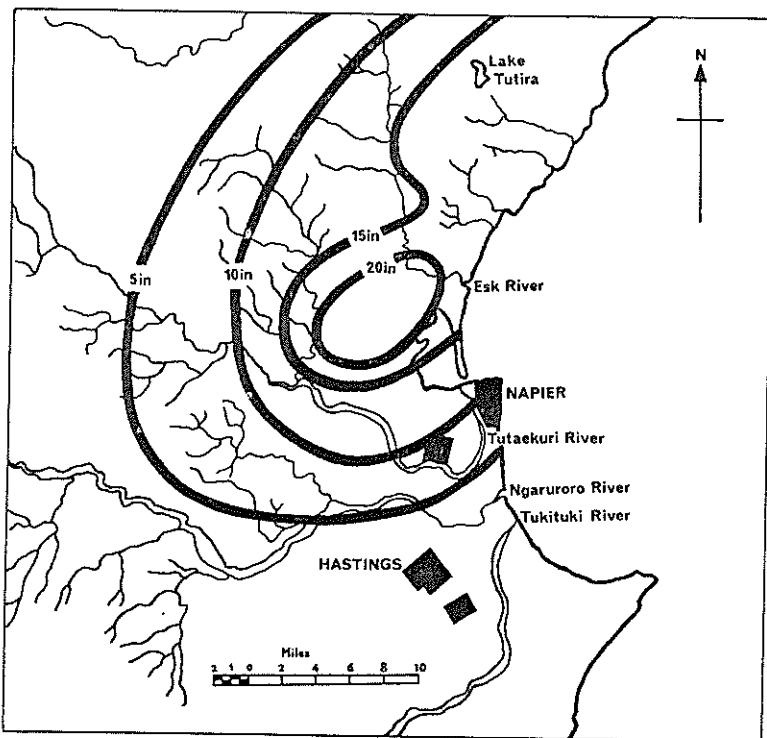 Lake
Tutira
N
15in
20in
5in
10in
Esk River
NAPIER
Tutaekuri River
Ngaruroro River
Tukituki River
HASTINGS
Miles
2 1 0 2 4 6 8 10